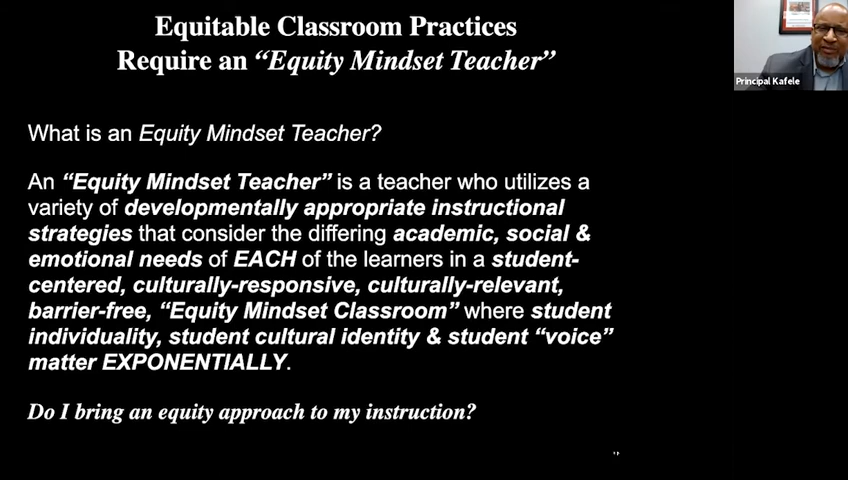 Equitable Classroom Practices
Require an “Equity Mindset Teacher”
Principal Kafele
What is an Equity Mindset Teacher?
An “Equity Mindset Teacher” is a teacher who utilizes a
variety of developmentally appropriate instructional
strategies that consider the differing academic, social &
emotional needs of EACH of the learners in a student-
centered, culturally-responsive, culturally-relevant,
barrier-free, “Equity Mindset Classroom” where student
individuality, student cultural identity & student “voice”
matter EXPONENTIALLY.
Do I bring an equity approach to my instruction?